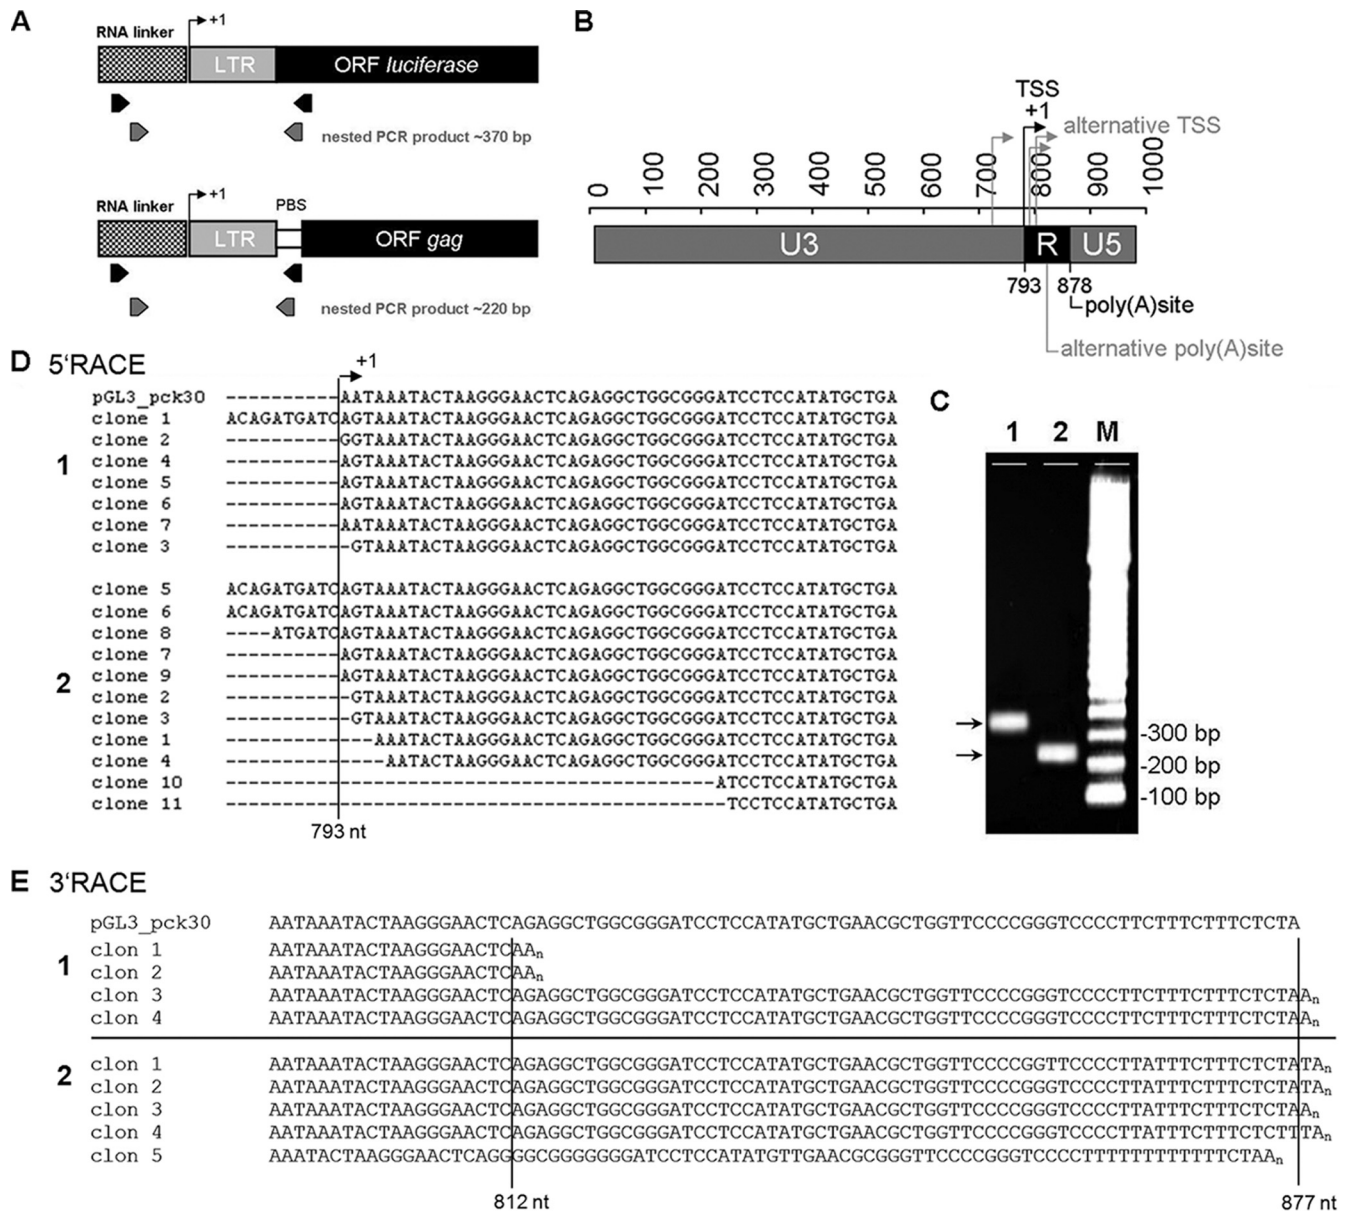 A
RNA linker
+1
LTR
ORF luciferase
nested PCR product ~370 bp
RNA linker
+1
PBS
LTR
ORF gag
nested PCR product ~220 bp
B
TSS
+1
alternative TSS
0 100 200 300 400 500 600 700 800 900 1000
U3 R U5
793 878
poly(A)site
alternative poly(A)site
D 5‘RACE
+1
pGL3_pck30 ----------AATAAATACTAAGGGAACTCAGAGGCTGGCGGGATCCTCCATATGCTGA
1
clone 1 ACAGATGATCAGTAAATACTAAGGGAACTCAGAGGCTGGCGGGATCCTCCATATGCTGA
clone 2 ----------GGTAAATACTAAGGGAACTCAGAGGCTGGCGGGATCCTCCATATGCTGA
clone 4 ----------AGTAAATACTAAGGGAACTCAGAGGCTGGCGGGATCCTCCATATGCTGA
clone 5 ----------AGTAAATACTAAGGGAACTCAGAGGCTGGCGGGATCCTCCATATGCTGA
clone 6 ----------AGTAAATACTAAGGGAACTCAGAGGCTGGCGGGATCCTCCATATGCTGA
clone 7 ----------AATAAATACTAAGGGAACTCAGAGGCTGGCGGGATCCTCCATATGCTGA
clone 3 -----------GTAAATACTAAGGGAACTCAGAGGCTGGCGGGATCCTCCATATGCTGA
2
clone 5 ACAGATGATCAGTAAATACTAAGGGAACTCAGAGGCTGGCGGGATCCTCCATATGCTGA
clone 6 ACAGATGATCAGTAAATACTAAGGGAACTCAGAGGCTGGCGGGATCCTCCATATGCTGA
clone 8 ----ATGATCAGTAAATACTAAGGGAACTCAGAGGCTGGCGGGATCCTCCATATGCTGA
clone 7 ----------AGTAAATACTAAGGGAACTCAGAGGCTGGCGGGATCCTCCATATGCTGA
clone 9 ----------AGTAAATACTAAGGGAACTCAGAGGCTGGCGGGATCCTCCATATGCTGA
clone 2 -----------GTAAATACTAAGGGAACTCAGAGGCTGGCGGGATCCTCCATATGCTGA
clone 3 -----------GTAAATACTAAGGGAACTCAGAGGCTGGCGGGATCCTCCATATGCTGA
clone 1 -------------AAATACTAAGGGAACTCAGAGGCTGGCGGGATCCTCCATATGCTGA
clone 4 --------------AATACTAAGGGAACTCAGAGGCTGGCGGGATCCTCCATATGCTGA
clone 10 -------------------------------------------ATCCTCCATATGCTGA
clone 11 --------------------------------------------TCCTCCATATGCTGA
793 nt
C
1 2 M
-300 bp
-200 bp
-100 bp
E 3‘RACE
pGL3_pck30 AATAAATACTAAGGGAACTCAGAGGCTGGCGGGATCCTCCATATGCTGAACGCTGGTTCCCCGGGTCCCCTTCTTTCTTTCTCTA
1
clon 1 AATAAATACTAAGGGAACTCAAn
clon 2 AATAAATACTAAGGGAACTCAAn
clon 3 AATAAATACTAAGGGAACTCAGAGGCTGGCGGGATCCTCCATATGCTGAACGCTGGTTCCCCGGGTCCCCTTCTTTCTTTCTCTAAn
clon 4 AATAAATACTAAGGGAACTCAGAGGCTGGCGGGATCCTCCATATGCTGAACGCTGGTTCCCCGGGTCCCCTTCTTTCTTTCTCTAAn
2
clon 1 AATAAATACTAAGGGAACTCAGAGGCTGGCGGGATCCTCCATATGCTGAACGCTGGTTCCCCGGTTCCCCTTATTTCTTTCTCTATAn
clon 2 AATAAATACTAAGGGAACTCAGAGGCTGGCGGGATCCTCCATATGCTGAACGCTGGTTCCCCGGGTCCCCTTATTTCTTTCTCTATAn
clon 3 AATAAATACTAAGGGAACTCAGAGGCTGGCGGGATCCTCCATATGCTGAACGCTGGTTCCCCGGGTCCCCTTATTTCTTTCTCTAAn
clon 4 AATAAATACTAAGGGAACTCAGAGGCTGGCGGGATCCTCCATATGCTGAACGCTGGTTCCCCGGGTCCCCTTATTTCTTTCTCTTTAn
clon 5 AAATACTAAGGGAACTCAGGGGCGGGGGGGATCCTCCATATGTTGAACGCGGGTTCCCCGGGTCCCCTTTTTTTTTTTTCTAAn
812 nt
877 nt